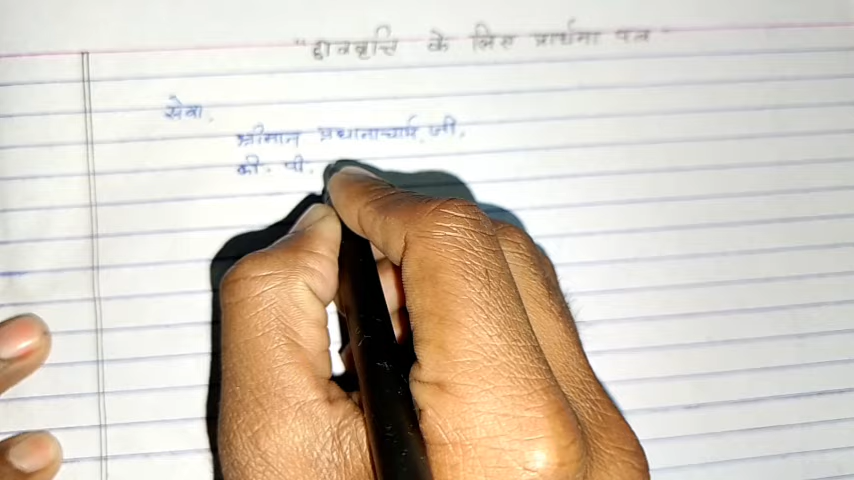 "छात्रवृत्ति के लिए प्रार्थना पत्र"
सेवा,
श्रीमान प्रधानाचार्य जी,
की. पी.